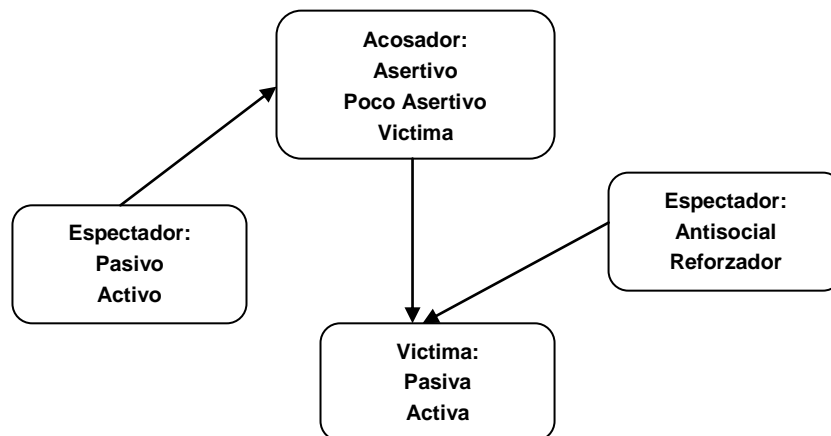 Acosador:
Asertivo
Poco Asertivo
Victima
Espectador:
Pasivo
Activo
Espectador:
Antisocial
Reforzador
Victima:
Pasiva
Activa